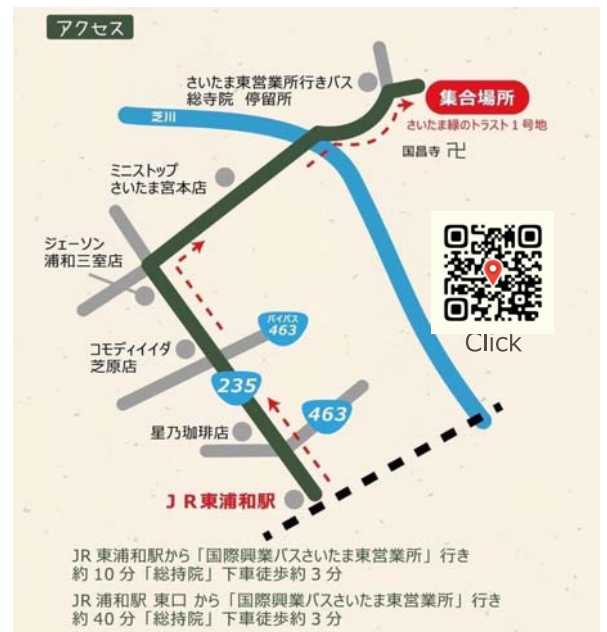 アクセス
さいたま東営業所行きバス
総寺院 停留所
集合場所
さいたま緑のトラスト1号地
芝川
国昌寺 卍
ミニストップ
さいたま宮本店
ジェーソン
浦和三室店
バイパス
463
Click
コモディイイダ
芝原店
235
463
星乃珈琲店
JR東浦和駅
JR 東浦和駅から「国際興業バスさいたま東営業所」行き
約10分「総持院」下車徒歩約3分
JR 浦和駅 東口 から「国際興業バスさいたま東営業所」行き
約40分「総持院」下車徒歩約3分